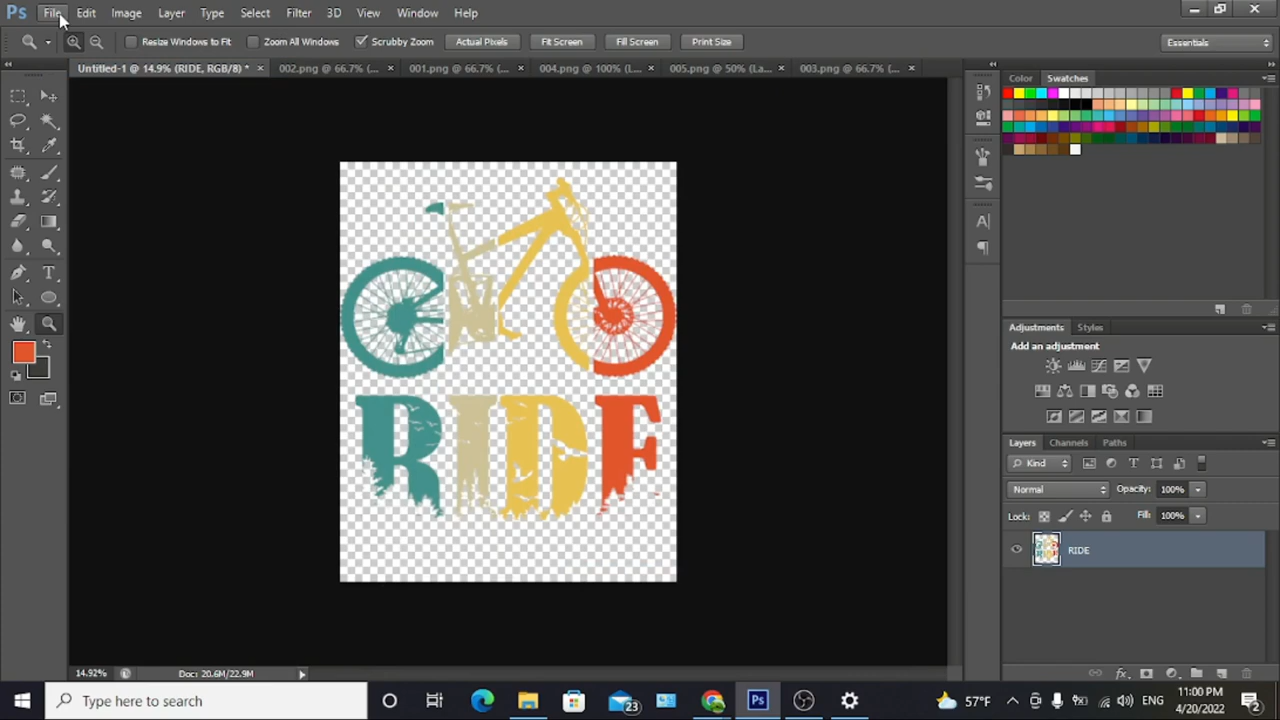 Ps File Edit Image Layer Type Select Filter 3D View Window Help
Resize Windows to Fit Zoom All Windows Scrubby Zoom Actual Pixels Fit Screen Fill Screen Print Size Essentials
Untitled-1 @ 14.9% (RIDE, RGB/8) * × 002.png @ 66.7% (... × 001.png @ 66.7% (... × 004.png @ 100% (L... × 005.png @ 50% (La... × 003.png @ 66.7% (... ×
Color Swatches
RIDE
Adjustments Styles
Add an adjustment
Layers Channels Paths
Kind
Normal Opacity: 100%
Lock: Fill: 100%
RIDE
14.92% Doc: 20.6M/22.9M
Type here to search
23
57°F
ENG
11:00 PM
4/20/2022
2